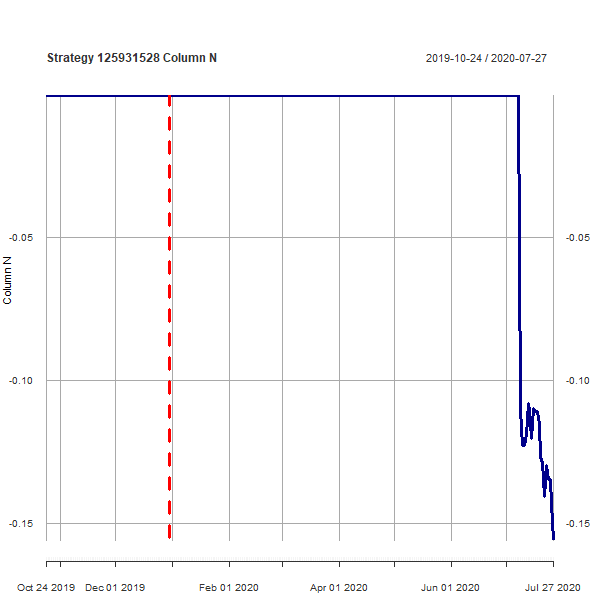 Strategy 125931528 Column N
2019-10-24 / 2020-07-27
Column N
-0.05
-0.05
-0.10
-0.10
-0.15
-0.15
Oct 24 2019
Dec 01 2019
Feb 01 2020
Apr 01 2020
Jun 01 2020
Jul 27 2020